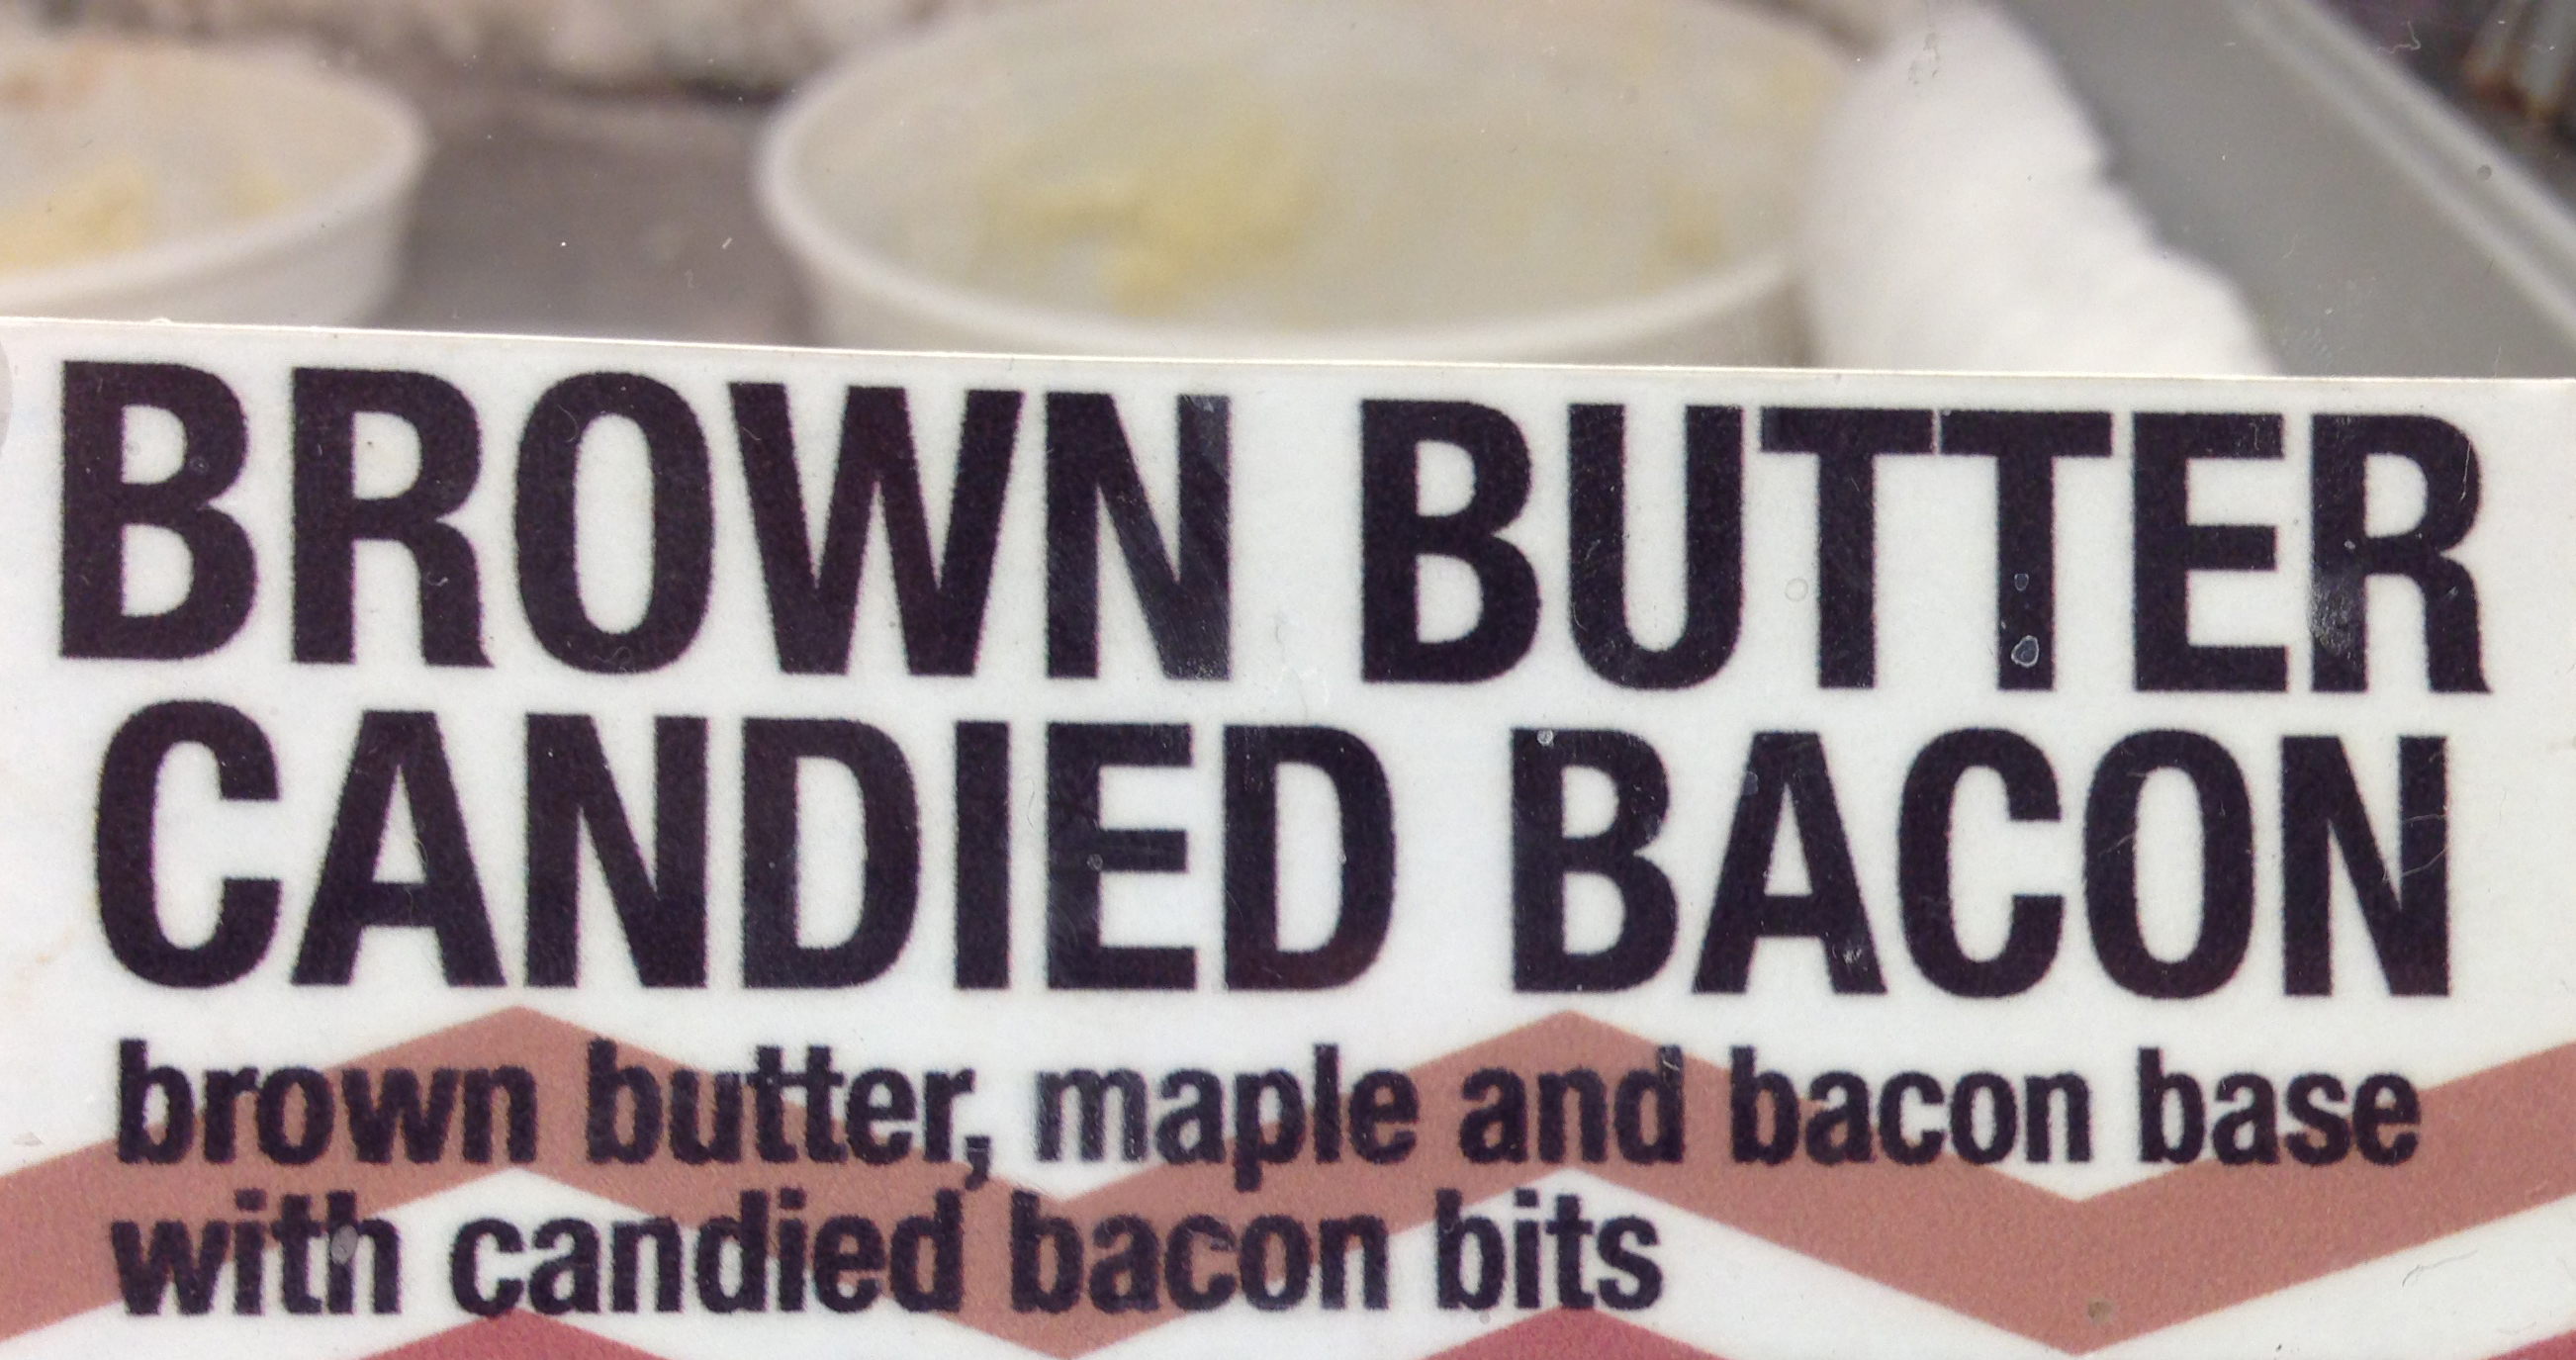 BROWN BUTTER
CANDIED BACON
brown butter, maple and bacon base
with candied bacon bits